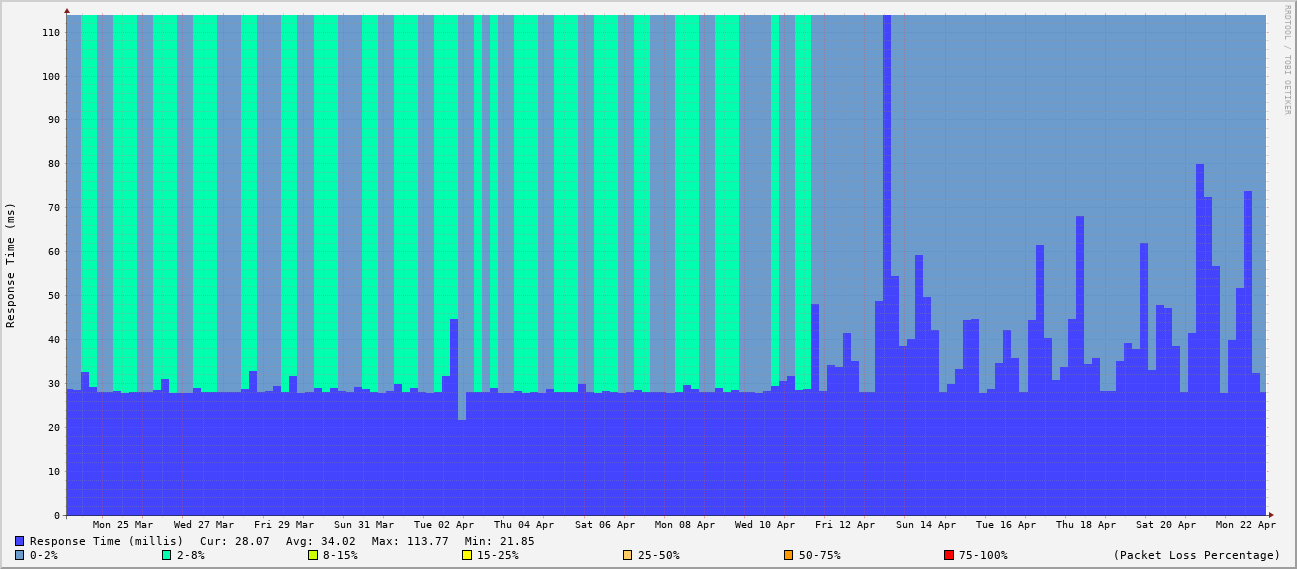 RRDTOOL / TOBI OETIKER
Response Time (ms)
110
100
90
80
70
60
50
40
30
20
10
0
Mon 25 Mar Wed 27 Mar Fri 29 Mar Sun 31 Mar Tue 02 Apr Thu 04 Apr Sat 06 Apr Mon 08 Apr Wed 10 Apr Fri 12 Apr Sun 14 Apr Tue 16 Apr Thu 18 Apr Sat 20 Apr Mon 22 Apr
Response Time (millis) Cur: 28.07 Avg: 34.02 Max: 113.77 Min: 21.85
0-2% 2-8% 8-15% 15-25% 25-50% 50-75% 75-100% (Packet Loss Percentage)